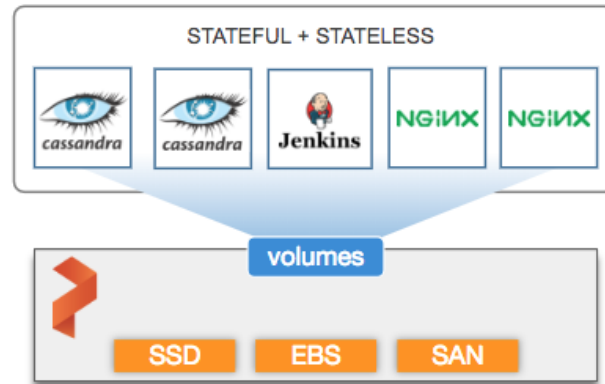 STATEFUL + STATELESS
cassandra cassandra Jenkins NGINX NGINX
volumes
SSD EBS SAN